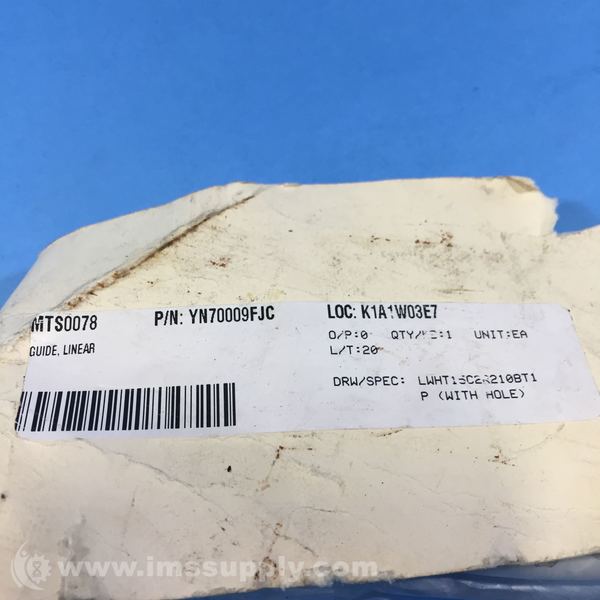 MTS0078 P/N: YN70009FJC LOC: K1A1W03E7
GUIDE, LINEAR
O/P:0 UNIT:EA
L/T:20
DRW/SPEC:
P (WITH HOLE)
www.imssupply.com